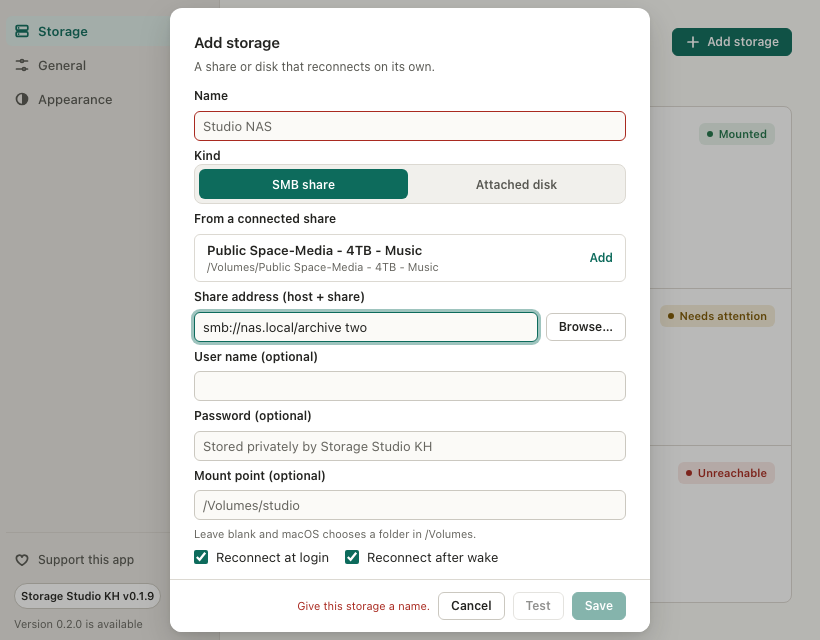 Storage
General
Appearance
Support this app
Storage Studio KH v0.1.9
Version 0.2.0 is available
Add storage
Mounted
Needs attention
Unreachable
Add storage
A share or disk that reconnects on its own.
Name
Studio NAS
Kind
SMB share
Attached disk
From a connected share
Public Space-Media - 4TB - Music
/Volumes/Public Space-Media - 4TB - Music
Add
Share address (host + share)
smb://nas.local/archive two
Browse...
User name (optional)
Password (optional)
Stored privately by Storage Studio KH
Mount point (optional)
/Volumes/studio
Leave blank and macOS chooses a folder in /Volumes.
Reconnect at login
Reconnect after wake
Give this storage a name.
Cancel
Test
Save